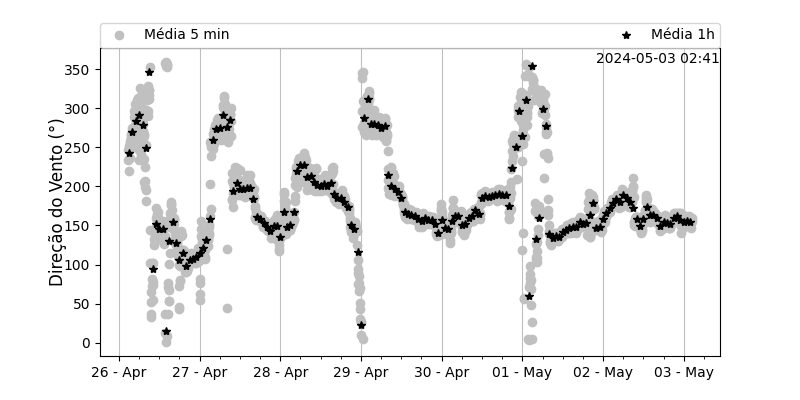 Média 5 min
Média 1h
2024-05-03 02:41
Direção do Vento (°)
350
300
250
200
150
100
50
0
26 - Apr
27 - Apr
28 - Apr
29 - Apr
30 - Apr
01 - May
02 - May
03 - May